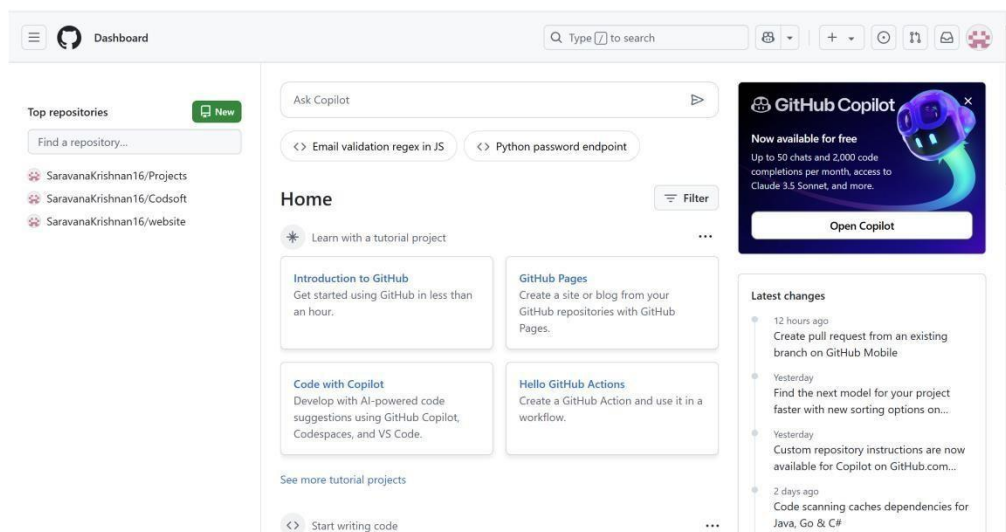 Dashboard
Type / to search
Top repositories
New
Find a repository...
SaravanaKrishnan16/Projects
SaravanaKrishnan16/Codsoft
SaravanaKrishnan16/website
Ask Copilot
Email validation regex in JS
Python password endpoint
Home
Filter
Learn with a tutorial project
Introduction to GitHub
Get started using GitHub in less than
an hour.
GitHub Pages
Create a site or blog from your
GitHub repositories with GitHub
Pages.
Code with Copilot
Develop with AI-powered code
suggestions using GitHub Copilot,
Codespaces, and VS Code.
Hello GitHub Actions
Create a GitHub Action and use it in a
workflow.
See more tutorial projects
Start writing code
GitHub Copilot
Now available for free
Up to 50 chats and 2,000 code
completions per month, access to
Claude 3.5 Sonnet, and more.
Open Copilot
Latest changes
12 hours ago
Create pull request from an existing
branch on GitHub Mobile
Yesterday
Find the next model for your project
faster with new sorting options on...
Yesterday
Custom repository instructions are now
available for Copilot on GitHub.com...
2 days ago
Code scanning caches dependencies for
Java, Go & C#